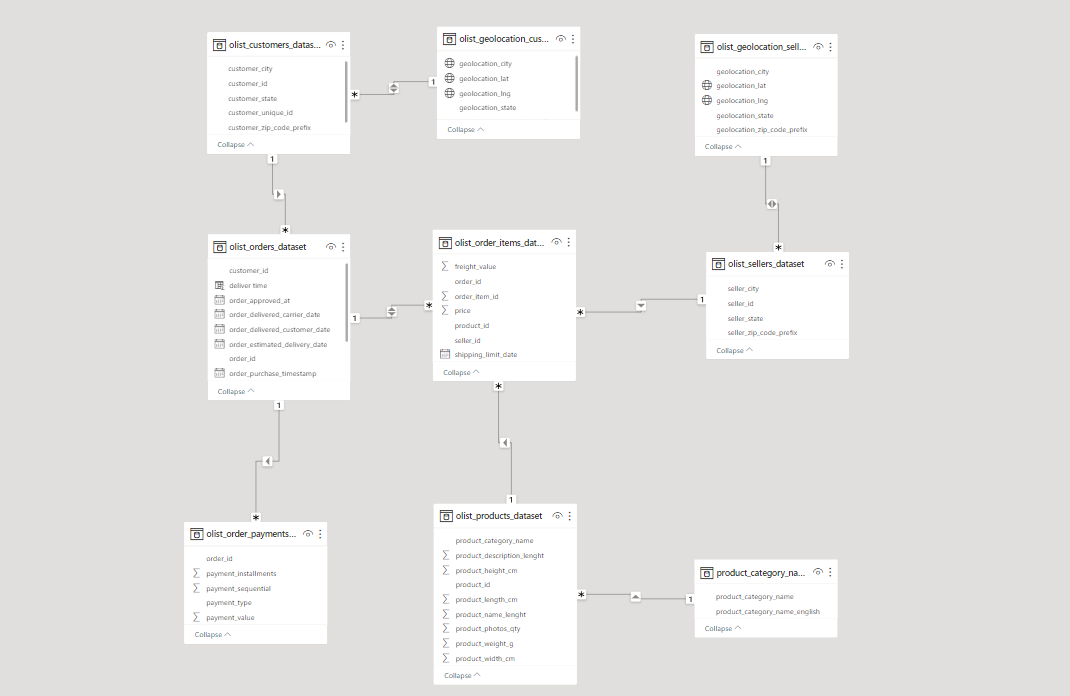 olist_customers_datas...
customer_city
customer_id
customer_state
customer_unique_id
customer_zip_code_prefix
Collapse
olist_geolocation_cus...
geolocation_city
geolocation_lat
geolocation_lng
geolocation_state
Collapse
olist_geolocation_sell...
geolocation_city
geolocation_lat
geolocation_lng
geolocation_state
geolocation_zip_code_prefix
Collapse
*
1
1
*
1
*
olist_orders_dataset
customer_id
deliver time
order_approved_at
order_delivered_carrier_date
order_delivered_customer_date
order_estimated_delivery_date
order_id
order_purchase_timestamp
Collapse
olist_order_items_dat...
freight_value
order_id
order_item_id
price
product_id
seller_id
shipping_limit_date
Collapse
olist_sellers_dataset
seller_city
seller_id
seller_state
seller_zip_code_prefix
Collapse
1
*
*
1
1
*
*
1
olist_order_payments...
order_id
payment_installments
payment_sequential
payment_type
payment_value
Collapse
olist_products_dataset
product_category_name
product_description_lenght
product_height_cm
product_id
product_length_cm
product_name_lenght
product_photos_qty
product_weight_g
product_width_cm
Collapse
*
1
product_category_na...
product_category_name
product_category_name_english
Collapse